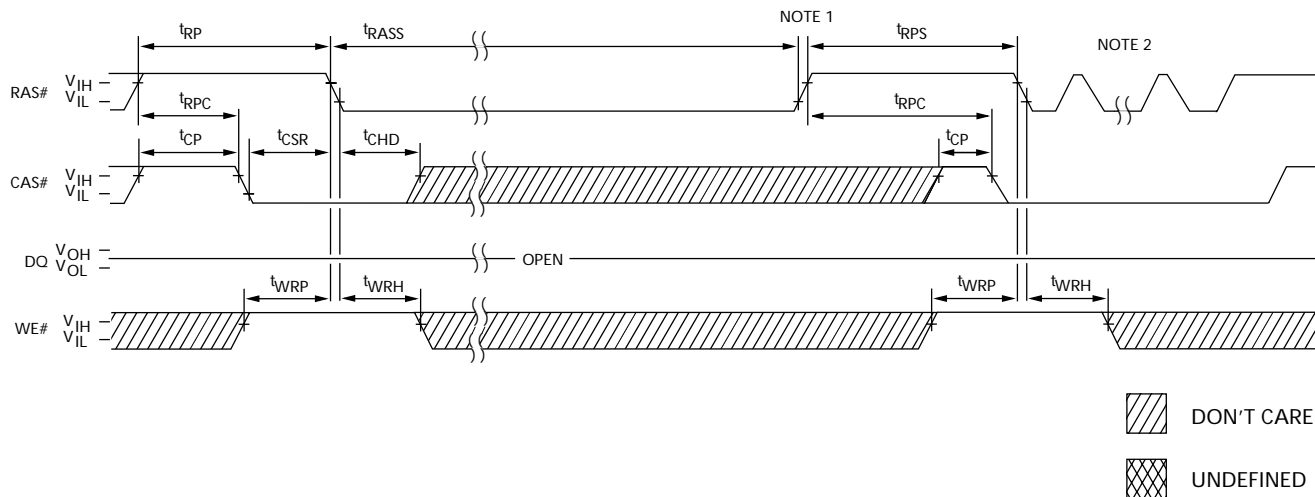 NOTE 1
tRP tRASS tRPS
NOTE 2
RAS# VIH VIL
tRPC tRPC
tCP tCSR tCHD tCP
CAS# VIH VIL
DQ VOH VOL OPEN
tWRP tWRH tWRP tWRH
WE# VIH VIL
DON'T CARE
UNDEFINED